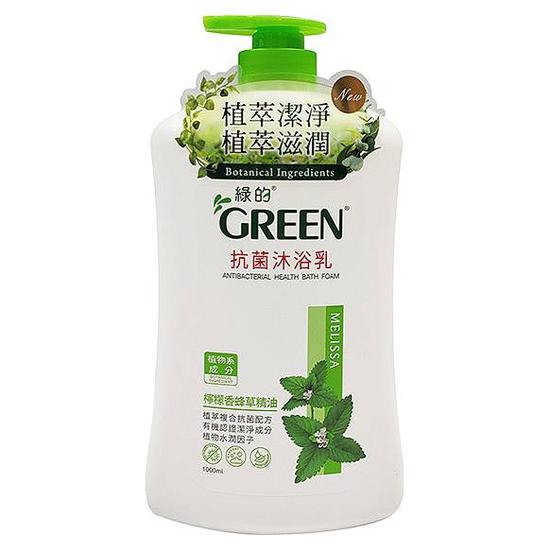 New
植萃潔淨
植萃滋潤
Botanical Ingredients
綠的®
GREEN®
抗菌沐浴乳
ANTIBACTERIAL HEALTH BATH FOAM
MELISSA
植物系
成分
BOTANICAL
INGREDIENT
檸檬香蜂草精油
植萃複合抗菌配方
有機認證潔淨成分
植物水潤因子
1000ml